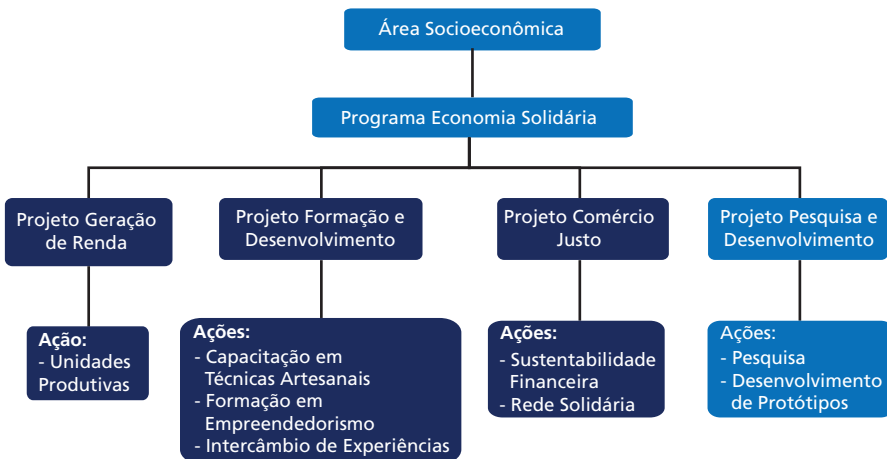 Área Socioeconômica
Programa Economia Solidária
Projeto Geração
de Renda
Projeto Formação e
Desenvolvimento
Projeto Comércio
Justo
Projeto Pesquisa e
Desenvolvimento
Ação:
- Unidades
Produtivas
Ações:
- Capacitação em
Técnicas Artesanais
- Formação em
Empreendedorismo
- Intercâmbio de Experiências
Ações:
- Sustentabilidade
Financeira
- Rede Solidária
Ações:
- Pesquisa
- Desenvolvimento
de Protótipos